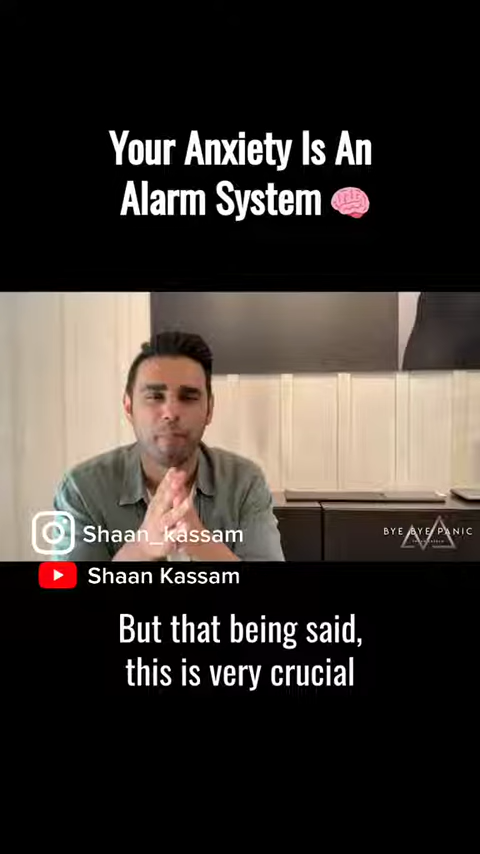 Your Anxiety Is An
Alarm System 🧠
BYE BYE PANIC
Shaan_kassam
Shaan Kassam
But that being said,
this is very crucial